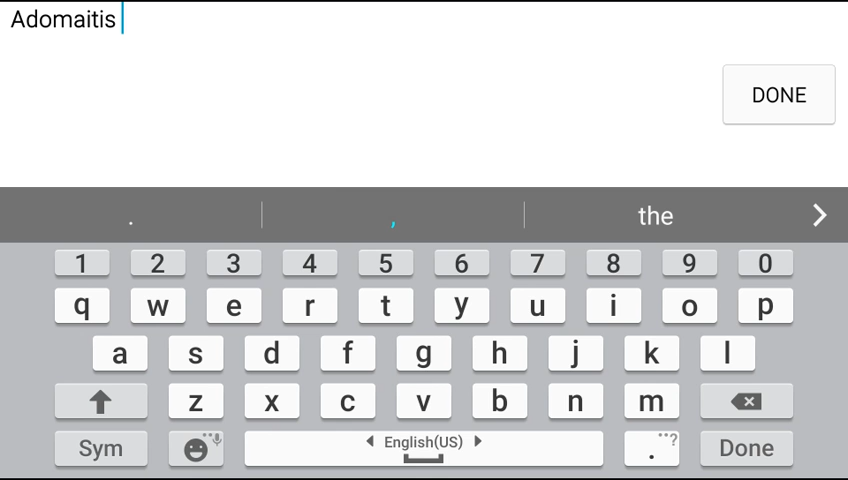 Adomaitis
DONE
. , the
1 2 3 4 5 6 7 8 9 0
q w e r t y u i o p
a s d f g h j k l
z x c v b n m
Sym English(US) . ? Done